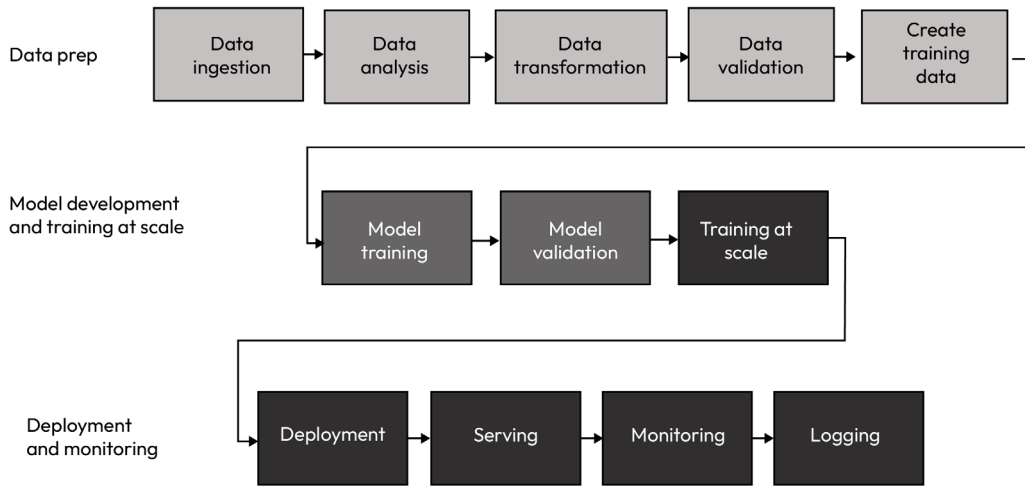 Data prep
Data
ingestion
Data
analysis
Data
transformation
Data
validation
Create
training
data
Model development
and training at scale
Model
training
Model
validation
Training at
scale
Deployment
and monitoring
Deployment
Serving
Monitoring
Logging